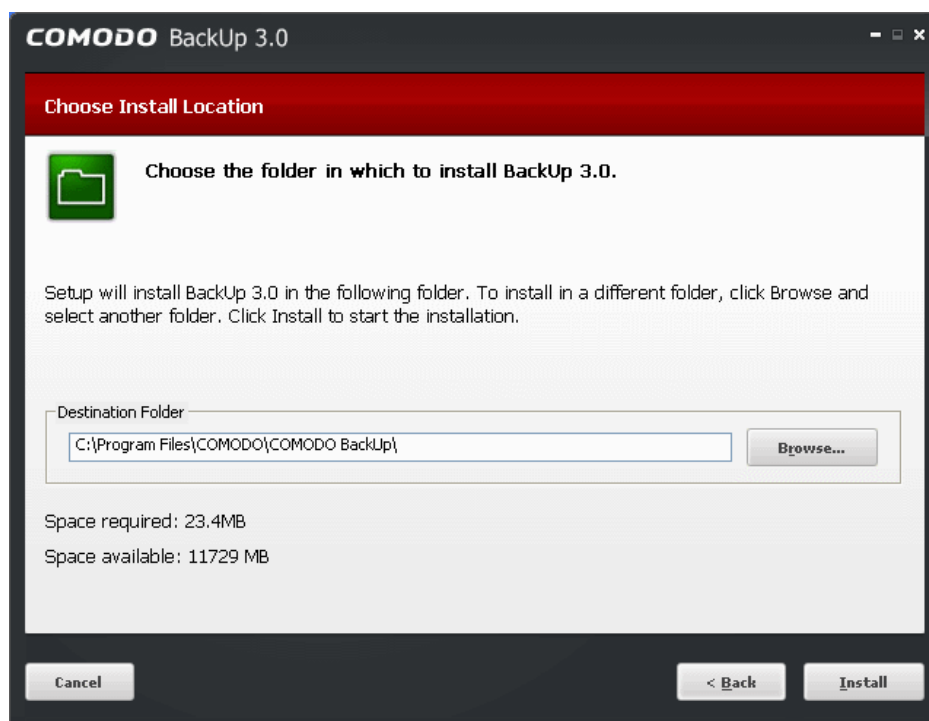 COMODO BackUp 3.0
Choose Install Location
Choose the folder in which to install BackUp 3.0.
Setup will install BackUp 3.0 in the following folder. To install in a different folder, click Browse and
select another folder. Click Install to start the installation.
Destination Folder
C:\Program Files\COMODO\COMODO BackUp\
Browse...
Space required: 23.4MB
Space available: 11729 MB
Cancel
< Back
Install